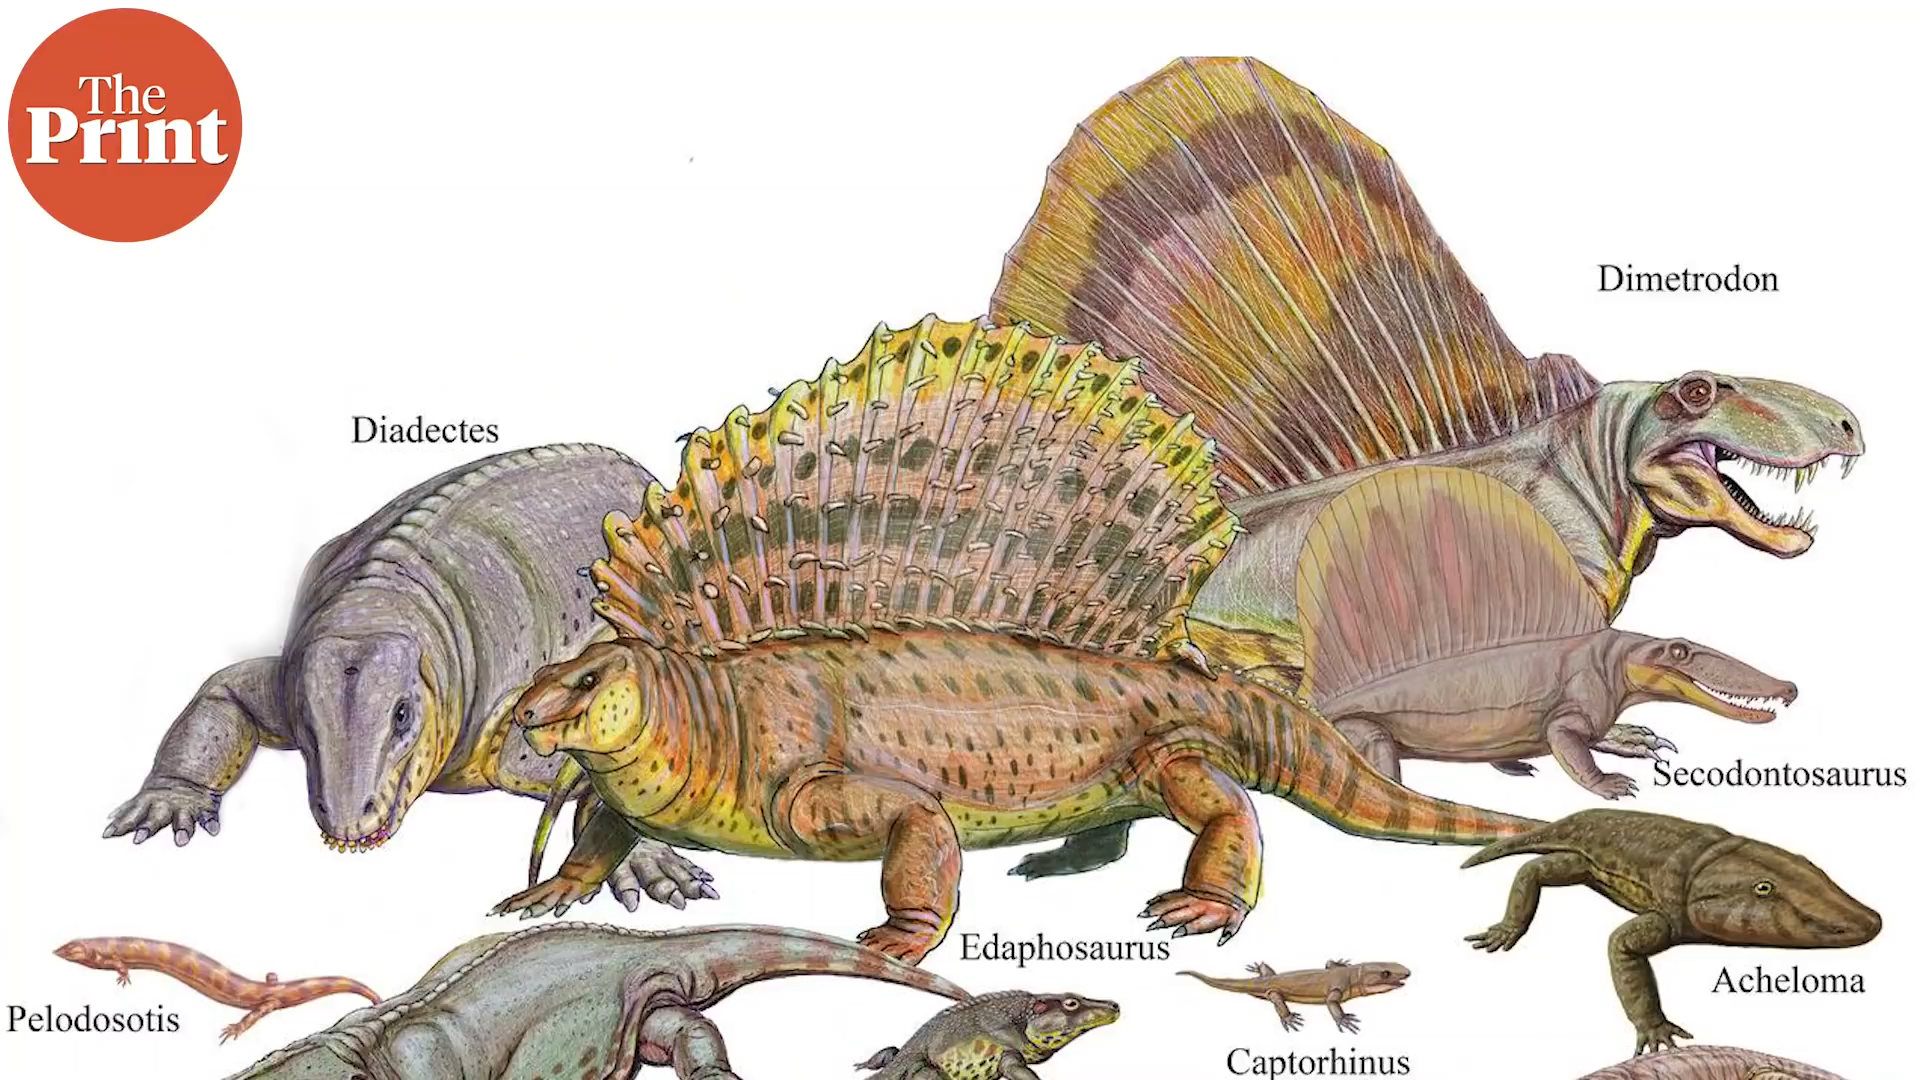 The
Print
Dimetrodon
Diadectes
Secodontosaurus
Edaphosaurus
Acheloma
Pelodosotis
Captorhinus